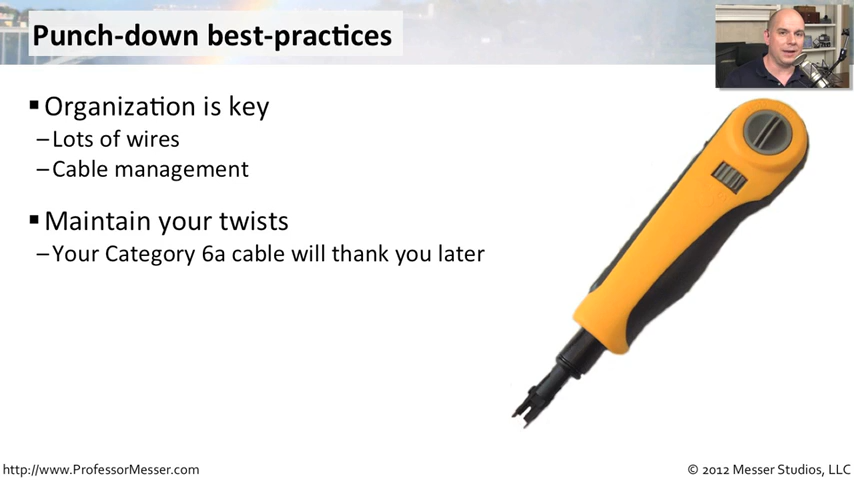 Punch-down best-practices
▪ Organization is key
–Lots of wires
–Cable management
▪ Maintain your twists
–Your Category 6a cable will thank you later
http://www.ProfessorMesser.com
© 2012 Messer Studios, LLC